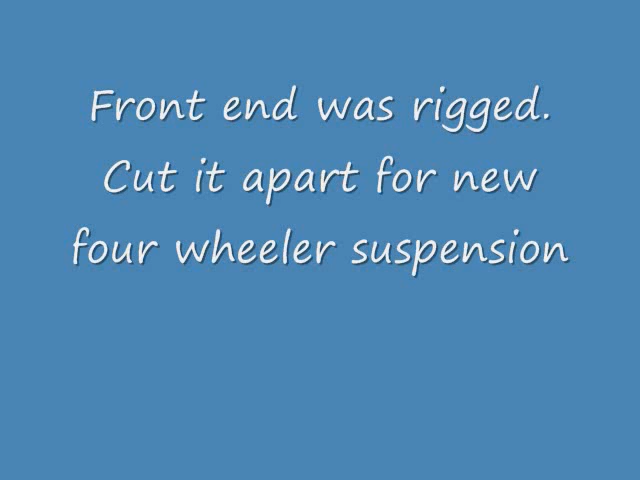 Front end was rigged.
Cut it apart for new
four wheeler suspension